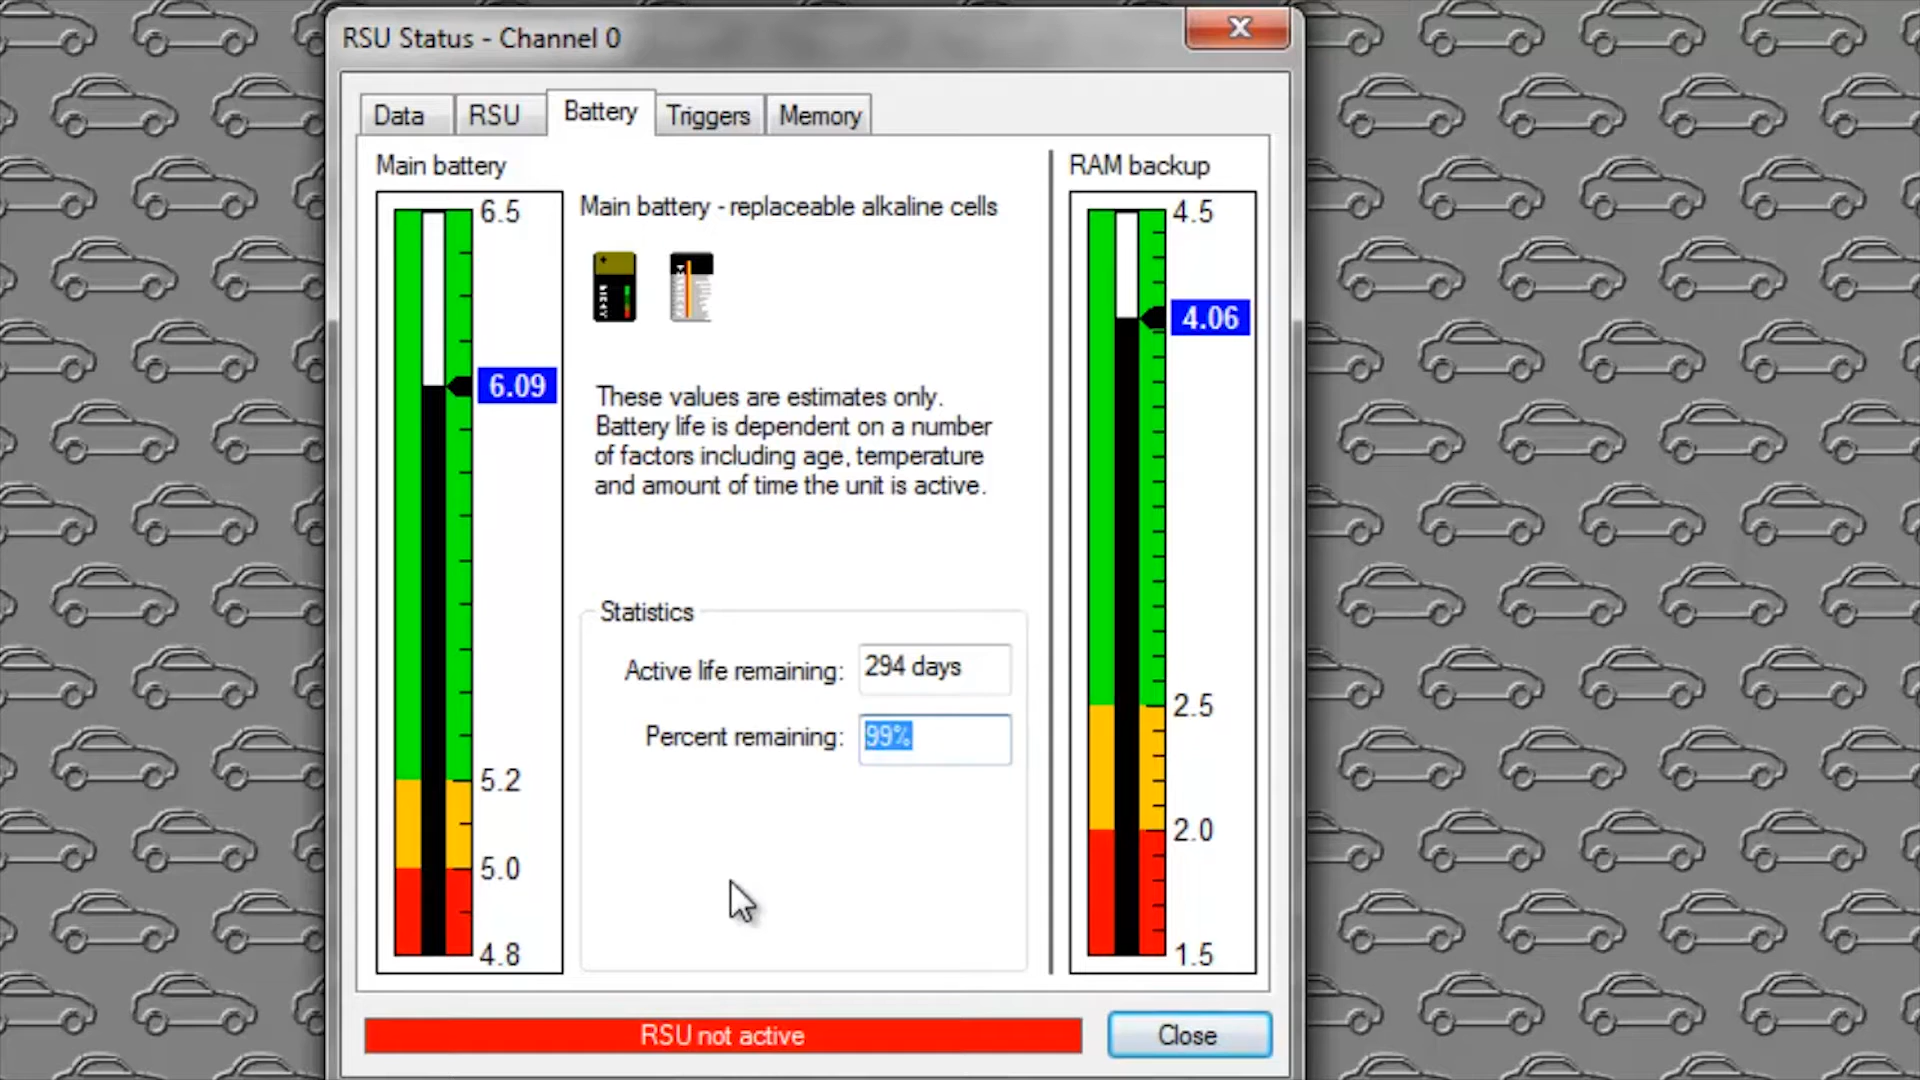 RSU Status - Channel 0
Data
RSU
Battery
Triggers
Memory
Main battery
6.5
6.09
5.2
5.0
4.8
Main battery - replaceable alkaline cells
These values are estimates only.
Battery life is dependent on a number
of factors including age, temperature
and amount of time the unit is active.
Statistics
Active life remaining: 294 days
Percent remaining: 99%
RAM backup
4.5
4.06
2.5
2.0
1.5
RSU not active
Close